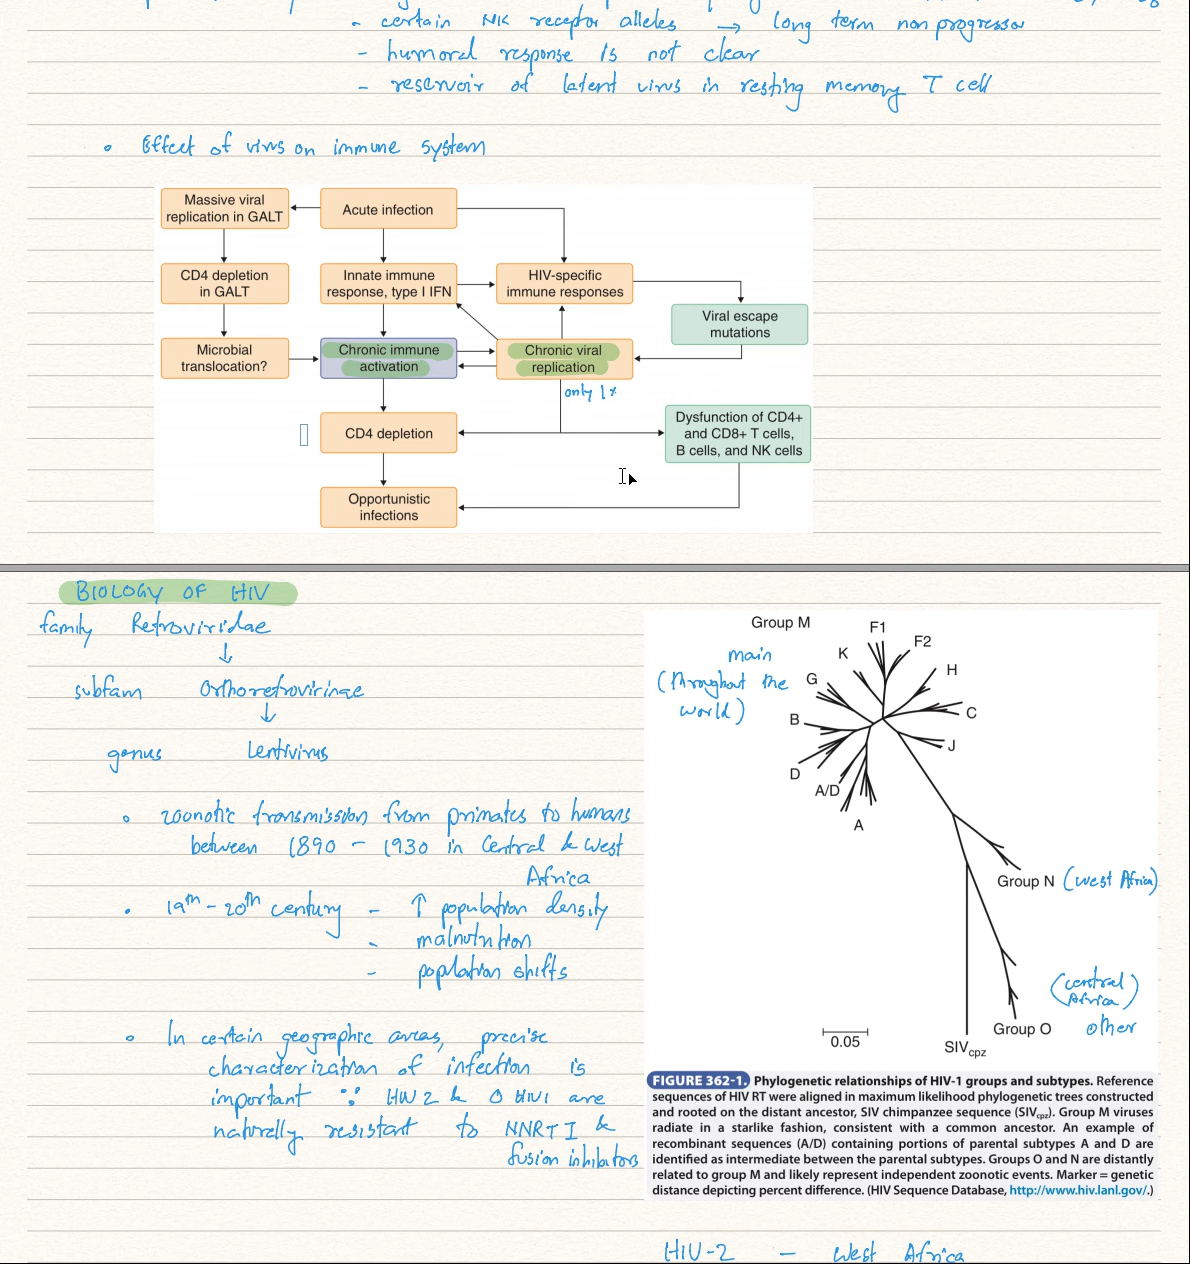 - certain NK receptor alleles → long term non progressor
- humoral response is not clear
- reservoir of latent virus in resting memory T cell
• Effect of virus on immune system
Massive viral
replication in GALT
Acute infection
CD4 depletion
in GALT
Innate immune
response, type I IFN
HIV-specific
immune responses
Viral escape
mutations
Microbial
translocation?
Chronic immune
activation
Chronic viral
replication
only 1x
CD4 depletion
Dysfunction of CD4+
and CD8+ T cells,
B cells, and NK cells
Opportunistic
infections
BIOLOGY OF HIV
family Retroviridae
↓
subfam Orthoretrovirinae
↓
genus Lentivirus
• zoonotic transmission from primates to humans
between 1890 - 1930 in Central & West
Africa
• 19th - 20th century - ↑ population density
- malnutrition
- population shifts
• In certain geographic areas, precise
characterization of infection is
important ∵ HIV 2 & O HIV1 are
naturally resistant to NNRTI &
fusion inhibitors
Group M
main
(throughout the
world)
F1
F2
K
H
G
C
B
J
D
A/D
A
Group N (West Africa)
(central
Africa)
Group O other
0.05
SIVcpz
FIGURE 362-1. Phylogenetic relationships of HIV-1 groups and subtypes. Reference
sequences of HIV RT were aligned in maximum likelihood phylogenetic trees constructed
and rooted on the distant ancestor, SIV chimpanzee sequence (SIVcpz). Group M viruses
radiate in a starlike fashion, consistent with a common ancestor. An example of
recombinant sequences (A/D) containing portions of parental subtypes A and D are
identified as intermediate between the parental subtypes. Groups O and N are distantly
related to group M and likely represent independent zoonotic events. Marker = genetic
distance depicting percent difference. (HIV Sequence Database, http://www.hiv.lanl.gov/.)
HIV-2 - West Africa